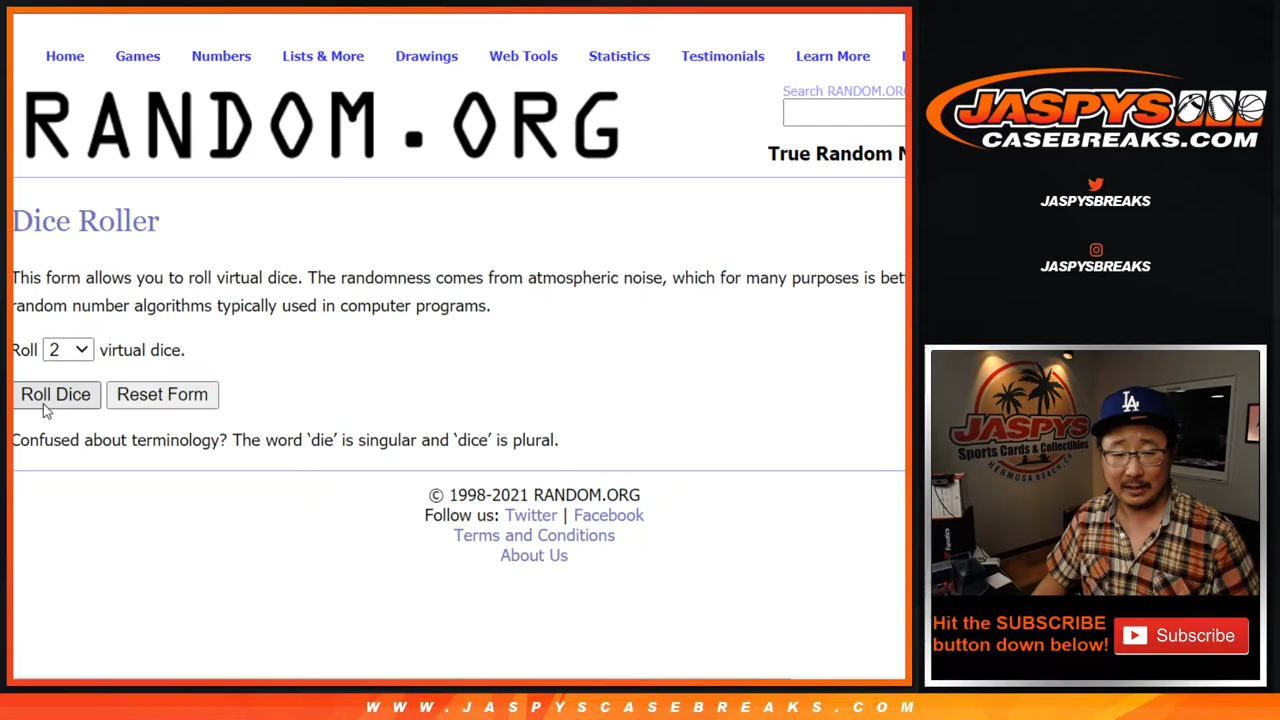 Home Games Numbers Lists & More Drawings Web Tools Statistics Testimonials Learn More
RANDOM.ORG
Search RANDOM.ORG
True Random N
Dice Roller
This form allows you to roll virtual dice. The randomness comes from atmospheric noise, which for many purposes is bet
random number algorithms typically used in computer programs.
Roll 2 virtual dice.
Roll Dice Reset Form
Confused about terminology? The word ‘die’ is singular and ‘dice’ is plural.
© 1998-2021 RANDOM.ORG
Follow us: Twitter | Facebook
Terms and Conditions
About Us
JASPYS
CASEBREAKS.COM
JASPYSBREAKS
JASPYSBREAKS
LA
JASPYS
Sports Cards & Collectibles
HERMOSA BEACH, CA
Fanatics
Hit the SUBSCRIBE
button down below!
Subscribe
WWW.JASPYSCASEBREAKS.COM